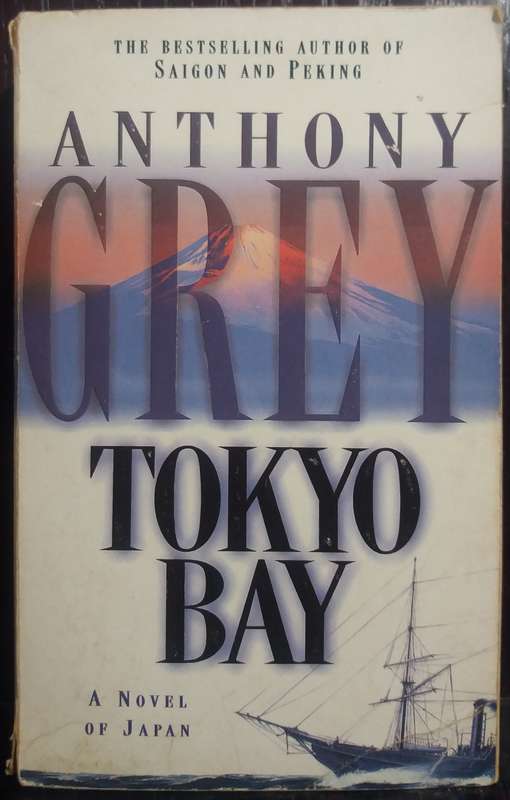 THE BESTSELLING AUTHOR OF
SAIGON AND PEKING
ANTHONY
GREY
TOKYO
BAY
A NOVEL
OF JAPAN